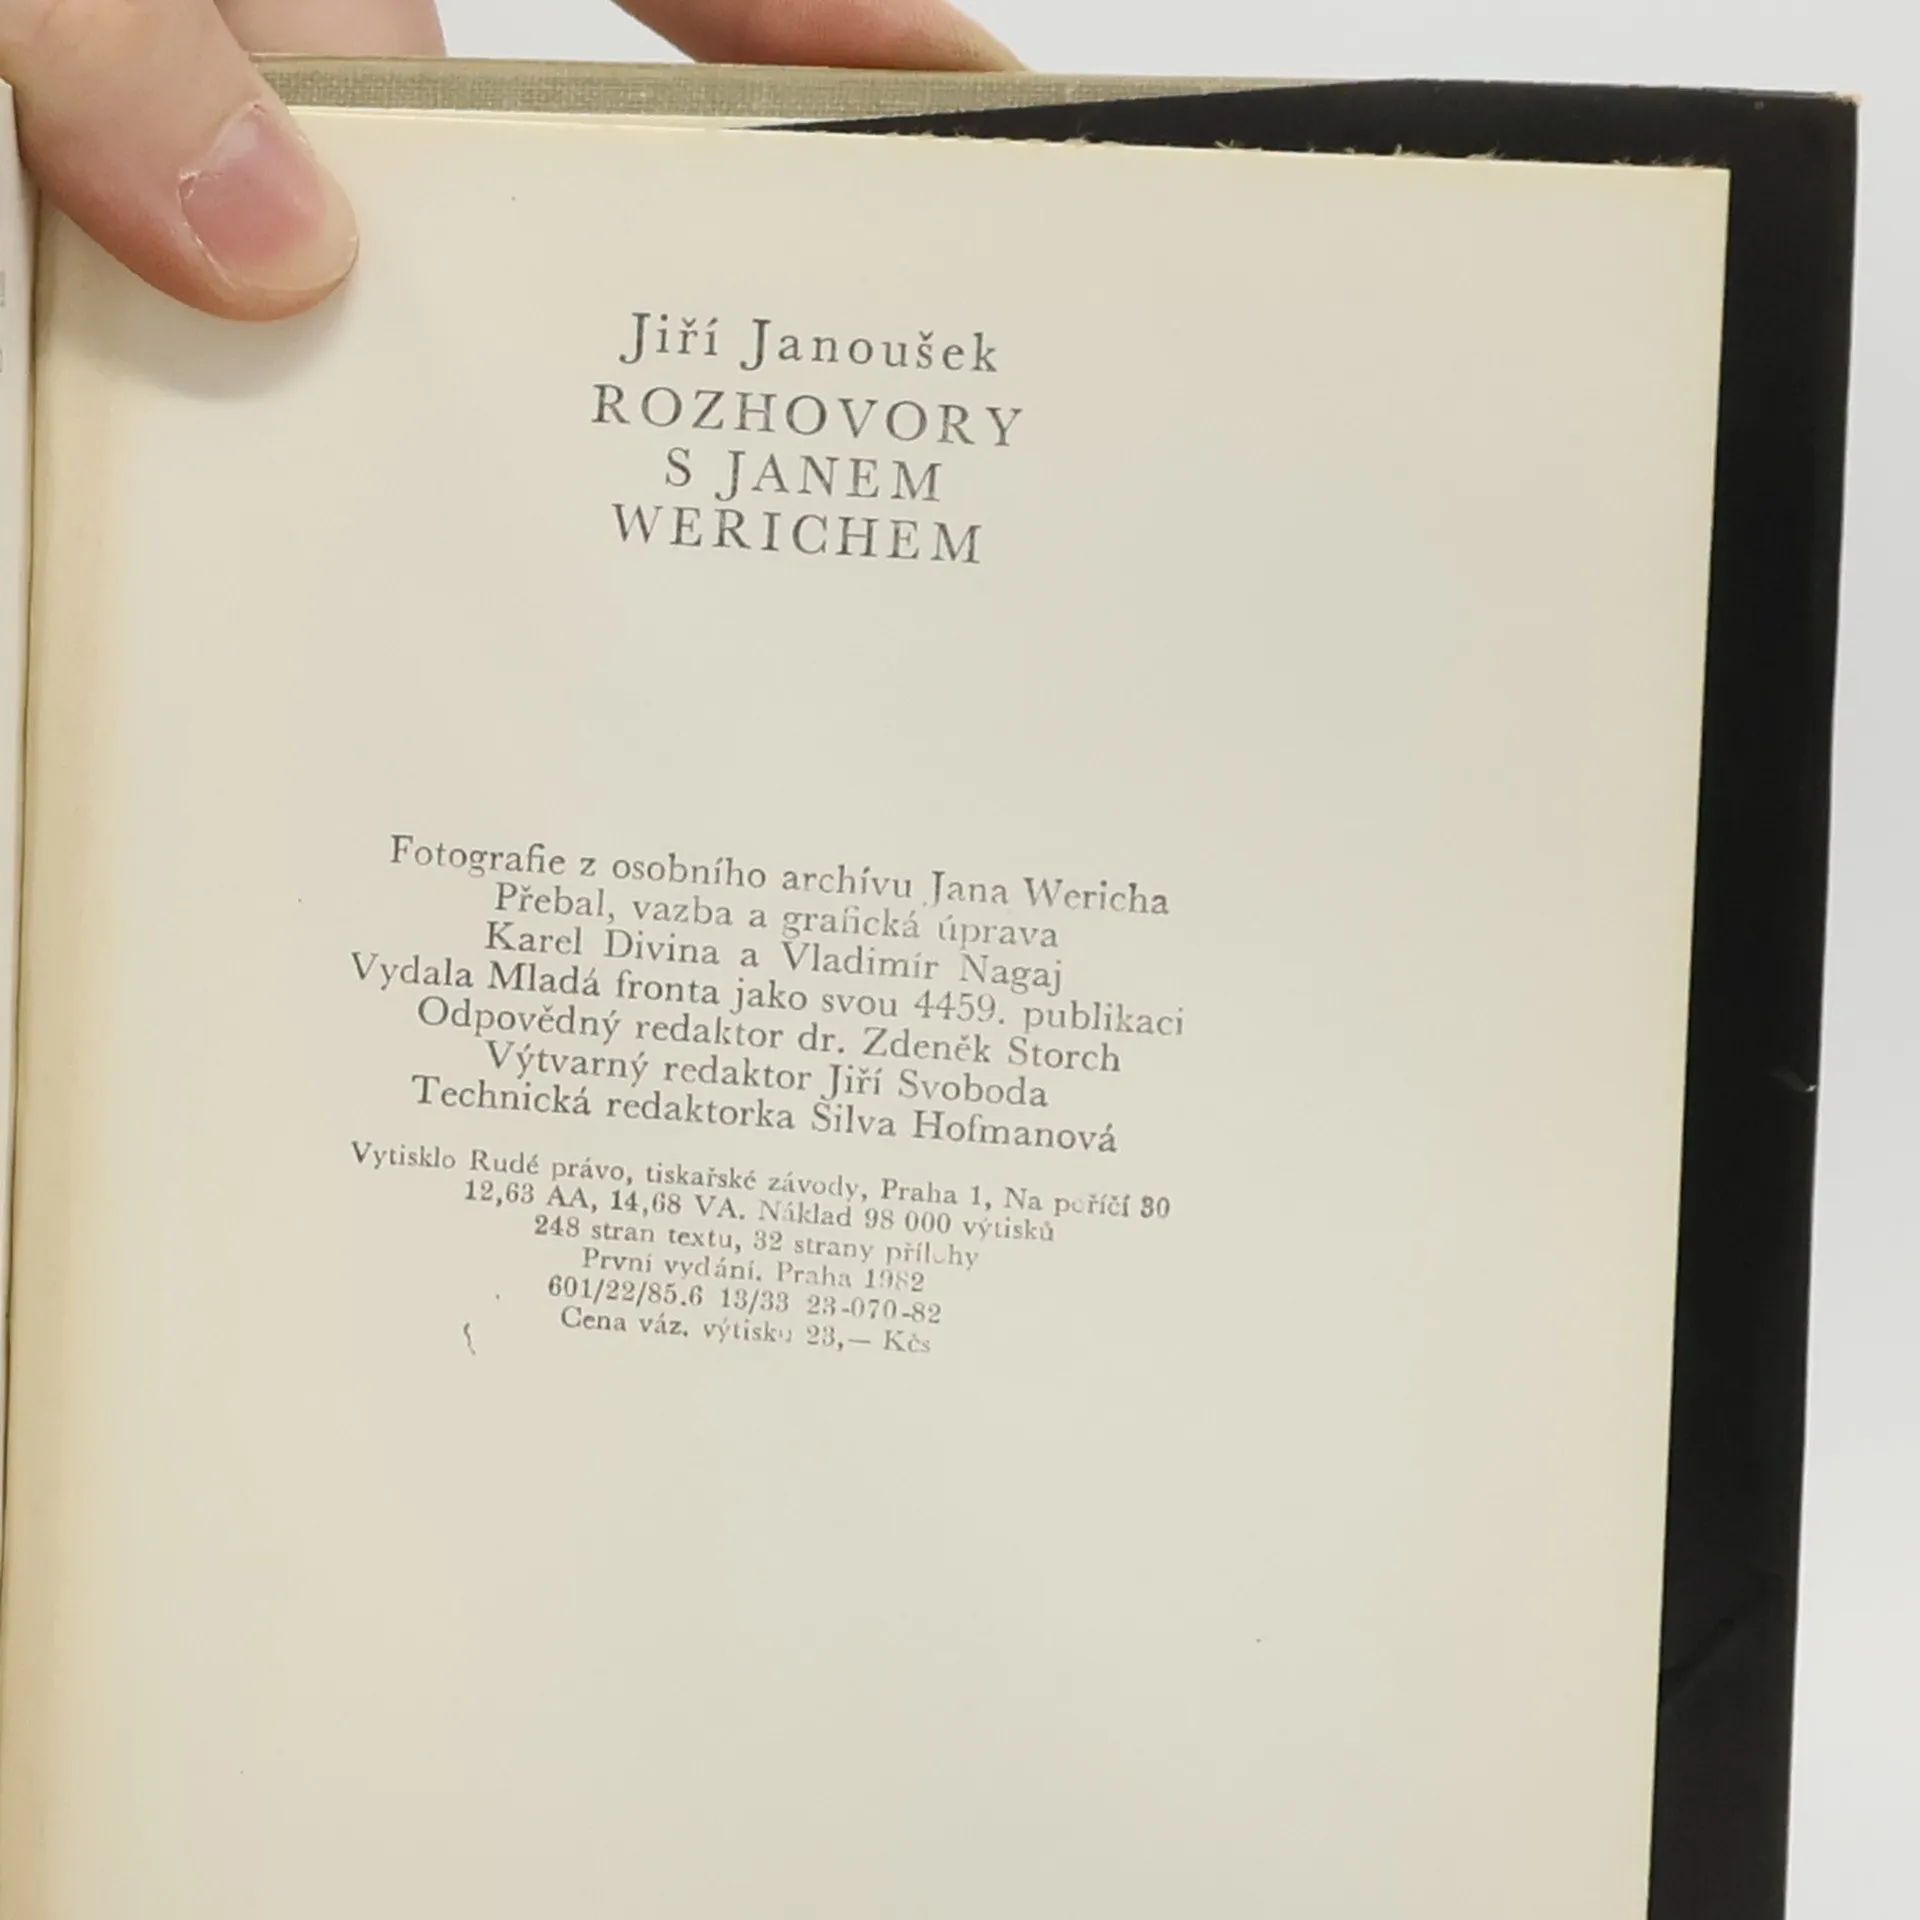 Jiří Janoušek
ROZHOVORY
S JANEM
WERICHEM
Fotografie z osobního archívu Jana Wericha
Přebal, vazba a grafická úprava
Karel Divina a Vladimír Nagaj
Vydala Mladá fronta jako svou 4459. publikaci
Odpovědný redaktor dr. Zdeněk Storch
Výtvarný redaktor Jiří Svoboda
Technická redaktorka Silva Hofmanová
Vytisklo Rudé právo, tiskařské závody, Praha 1, Na poříčí 30
12,63 AA, 14,68 VA. Náklad 98 000 výtisků
248 stran textu, 32 strany přílohy
První vydání. Praha 1982
601/22/85.6 13/33 23-070-82
Cena váz. výtisku 23,— Kčs